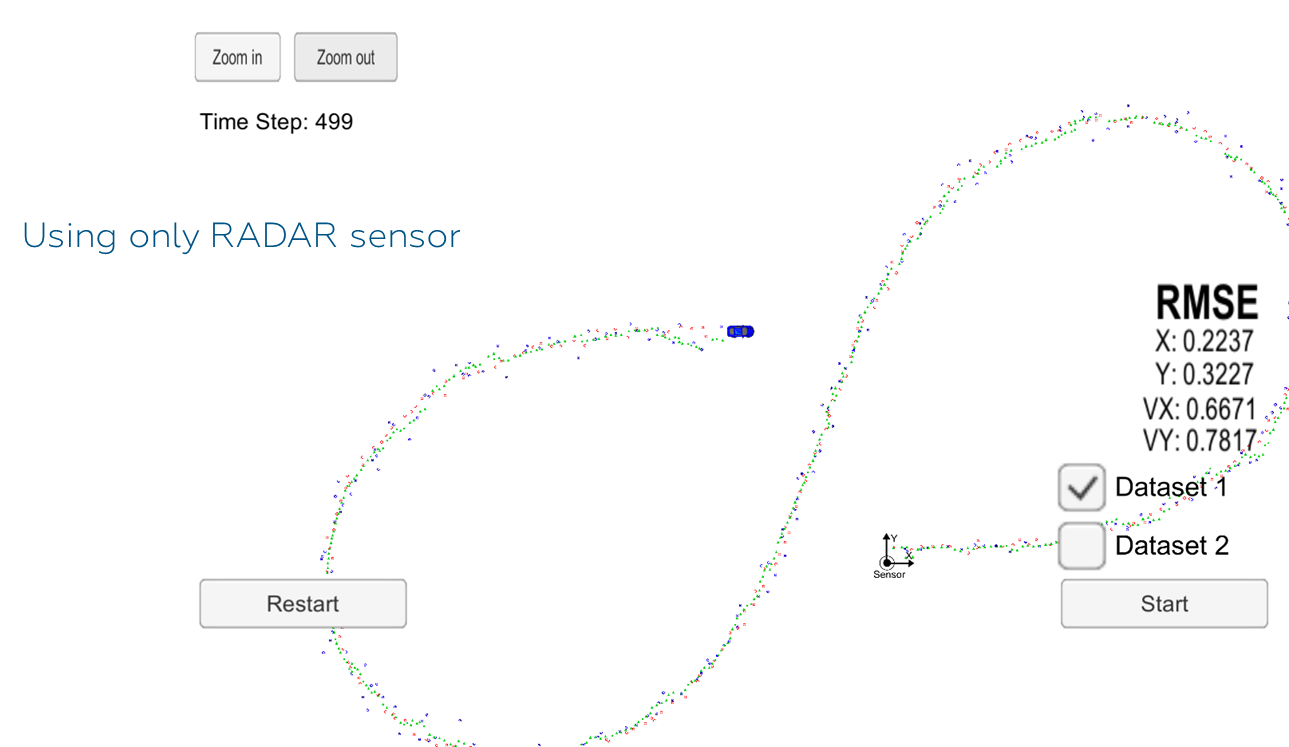 Zoom in
Zoom out
Time Step: 499
Using only RADAR sensor
RMSE
X: 0.2237
Y: 0.3227
VX: 0.6671
VY: 0.7817
Dataset 1
Dataset 2
Y
X
Sensor
Restart
Start